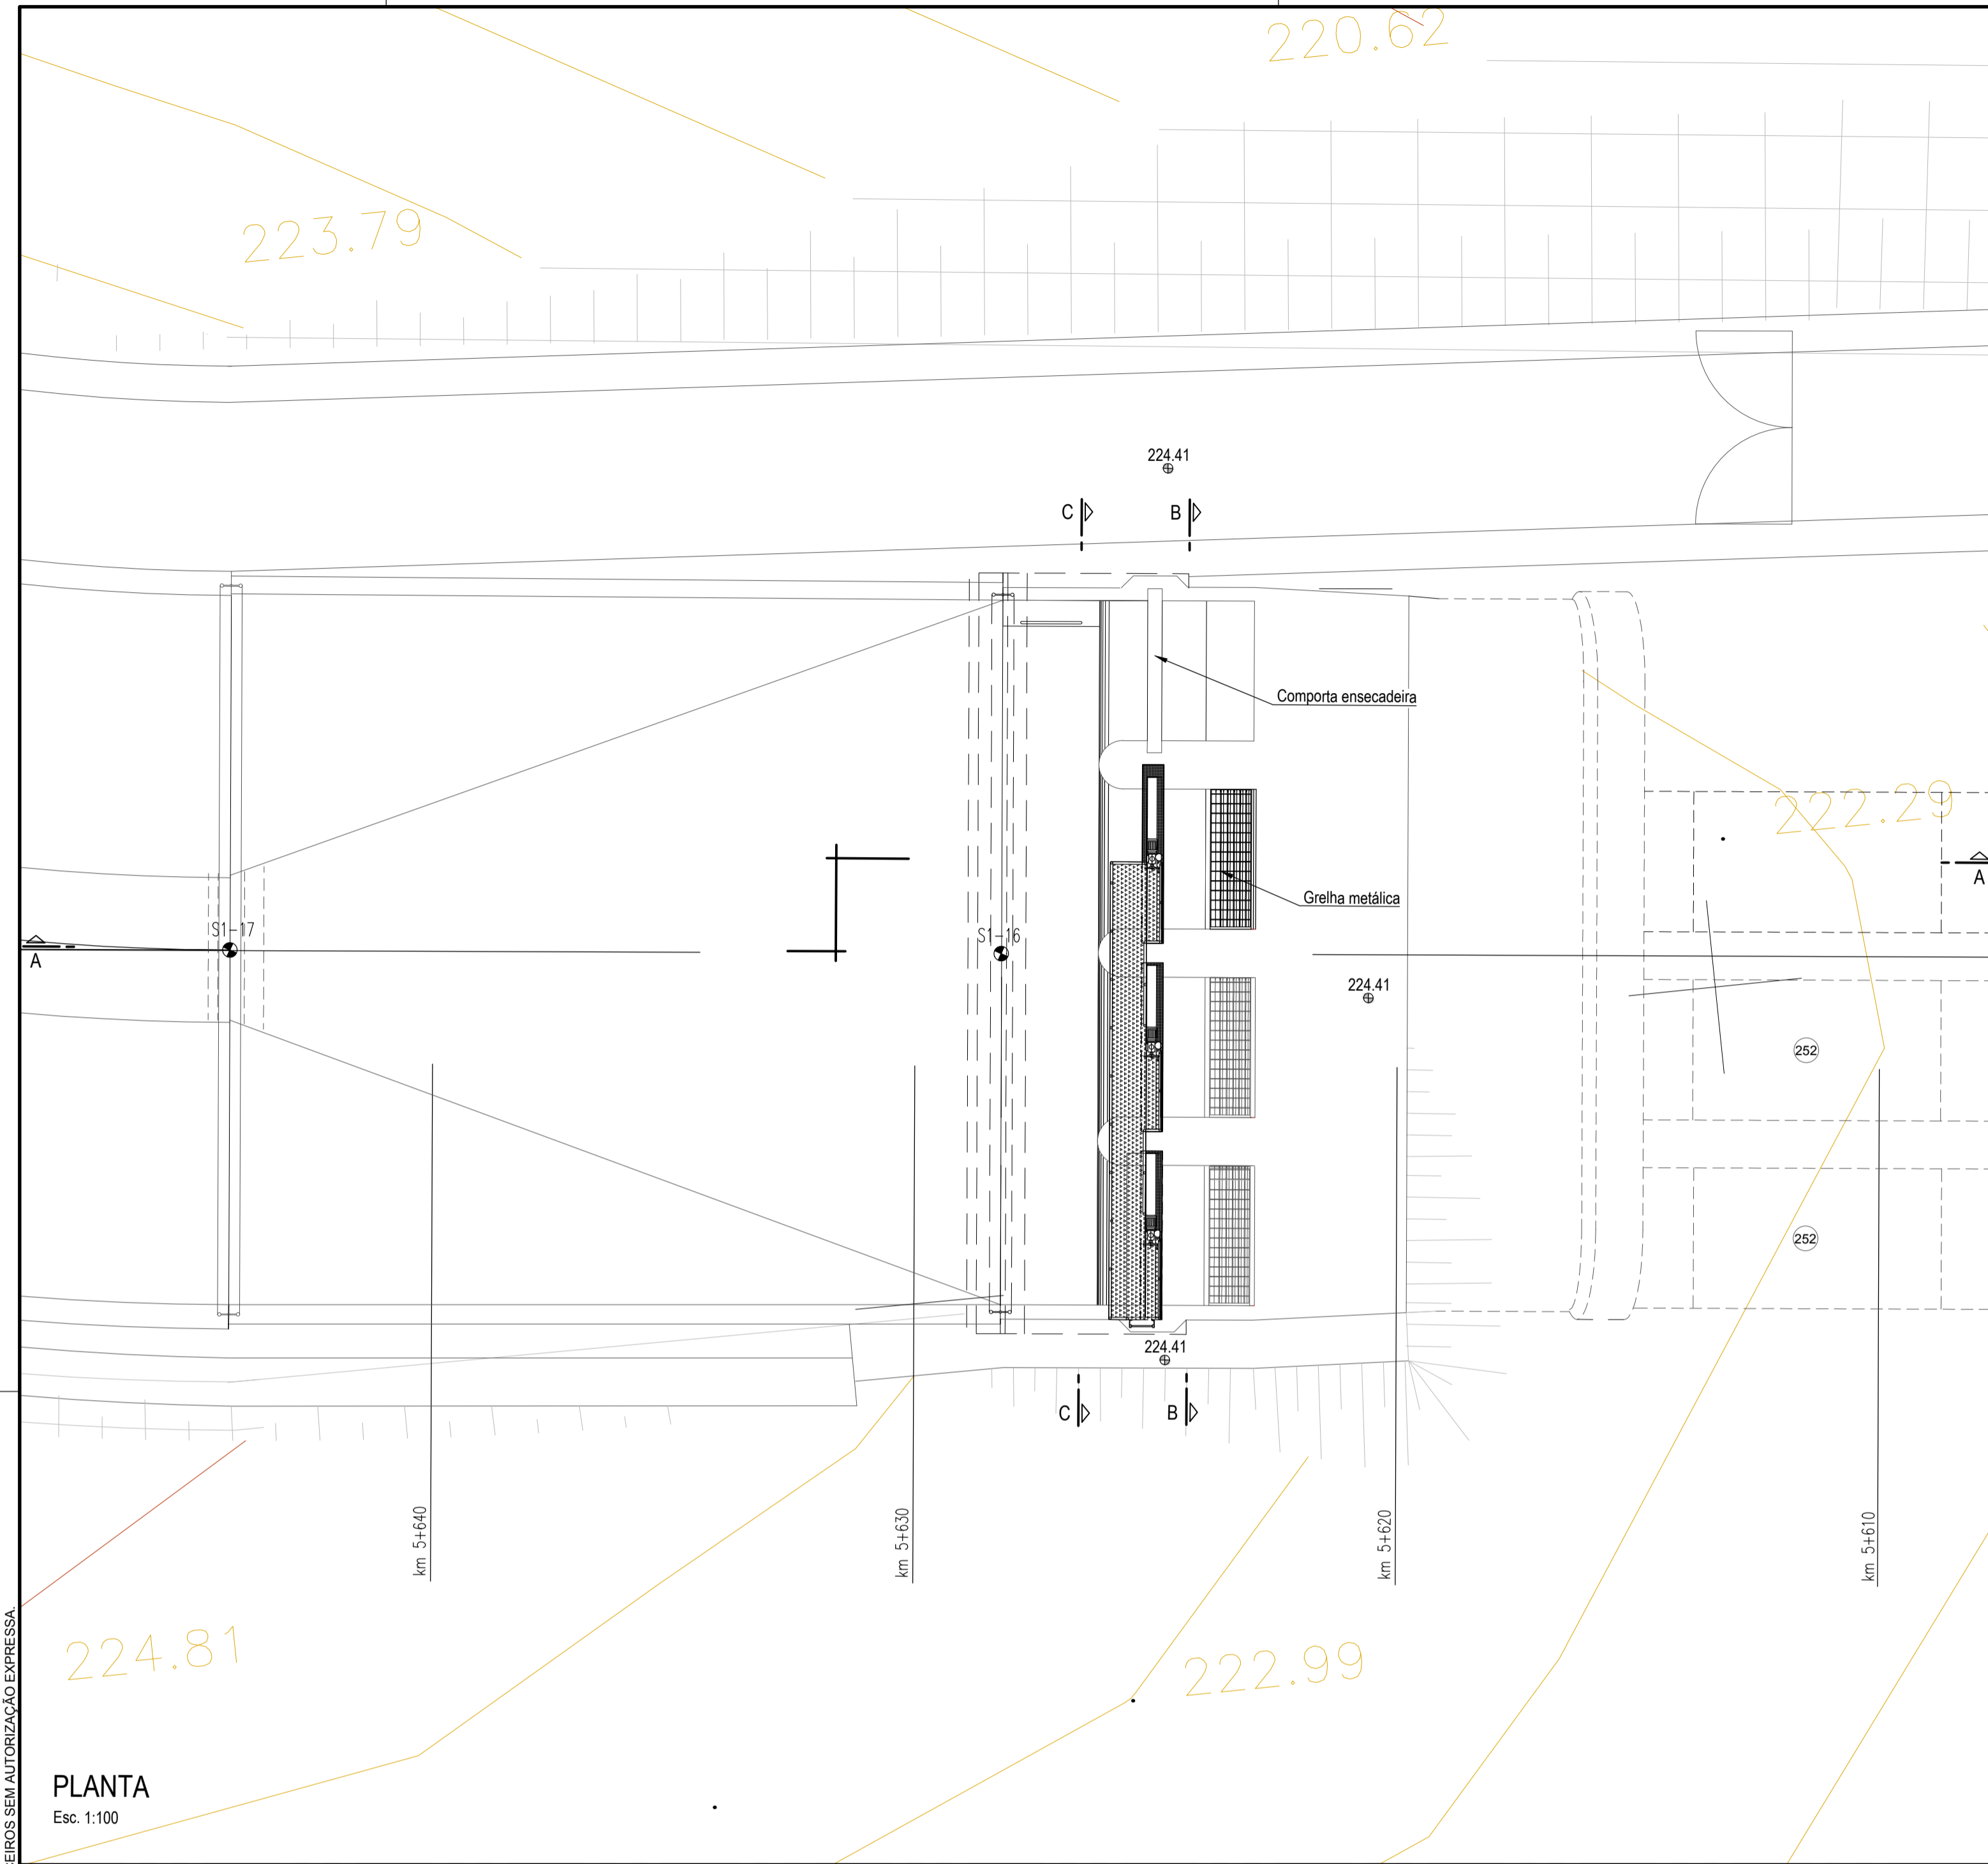 220.62
223.79
224.41
C
B
Comporta ensecadeira
222.29
Grelha metálica
A
S1-17
S1-16
A
224.41
252
252
224.41
C
B
km 5+640
km 5+630
km 5+620
km 5+610
224.81
222.99
PLANTA
Esc. 1:100
EIROS SEM AUTORIZAÇÃO EXPRESSA.